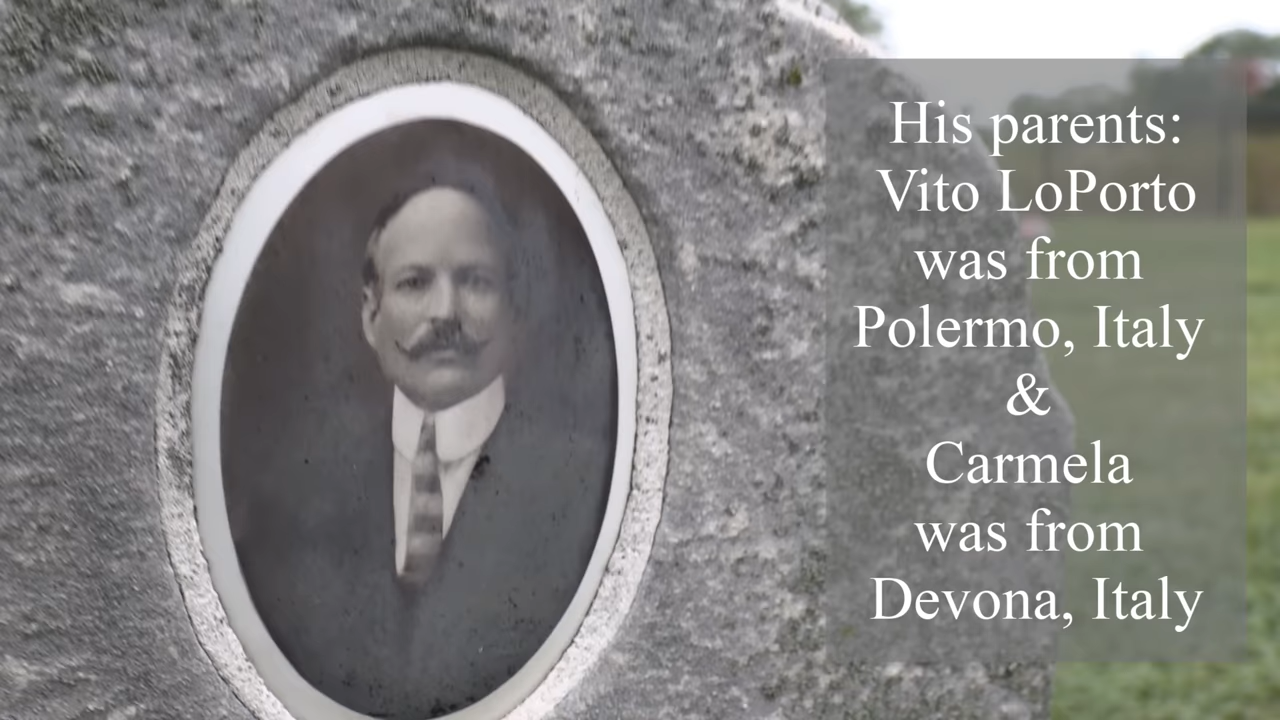 His parents:
Vito LoPorto
was from
Polermo, Italy
&
Carmela
was from
Devona, Italy